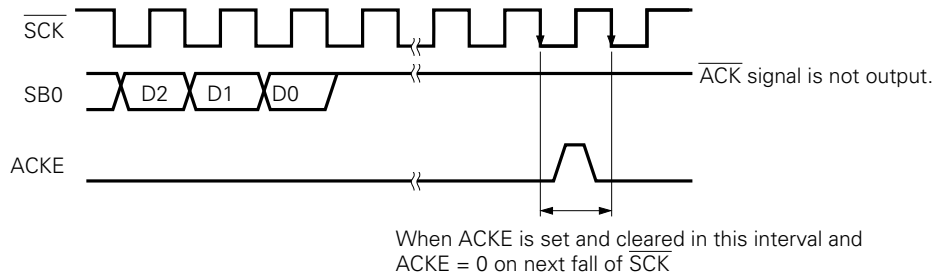 SCK
SB0
D2
D1
D0
ACK signal is not output.
ACKE
When ACKE is set and cleared in this interval and
ACKE = 0 on next fall of SCK